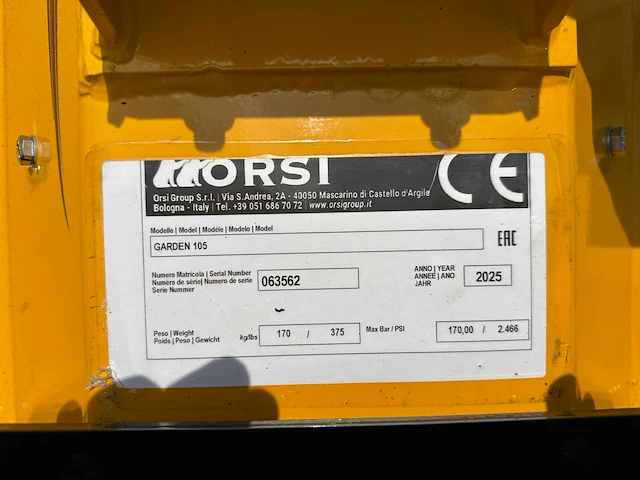 ORSI
Orsi Group S.r.l. | Via S.Andrea, 2A - 40050 Mascarino di Castello d'Argile
Bologna - Italy | Tel. +39 051 686 70 72 | www.orsigroup.it
CE
Modello | Model | Modèle | Modelo | Model
GARDEN 105
EAC
Numero Matricola | Serial Number
Numéro de série| Numero de serie
Serie Nummer
063562
ANNO | YEAR
ANNÉE | ANO
JAHR
2025
Peso | Weight
Poids | Peso | Gewicht
kg/lbs
170 / 375
Max Bar / PSI
170,00 / 2.466